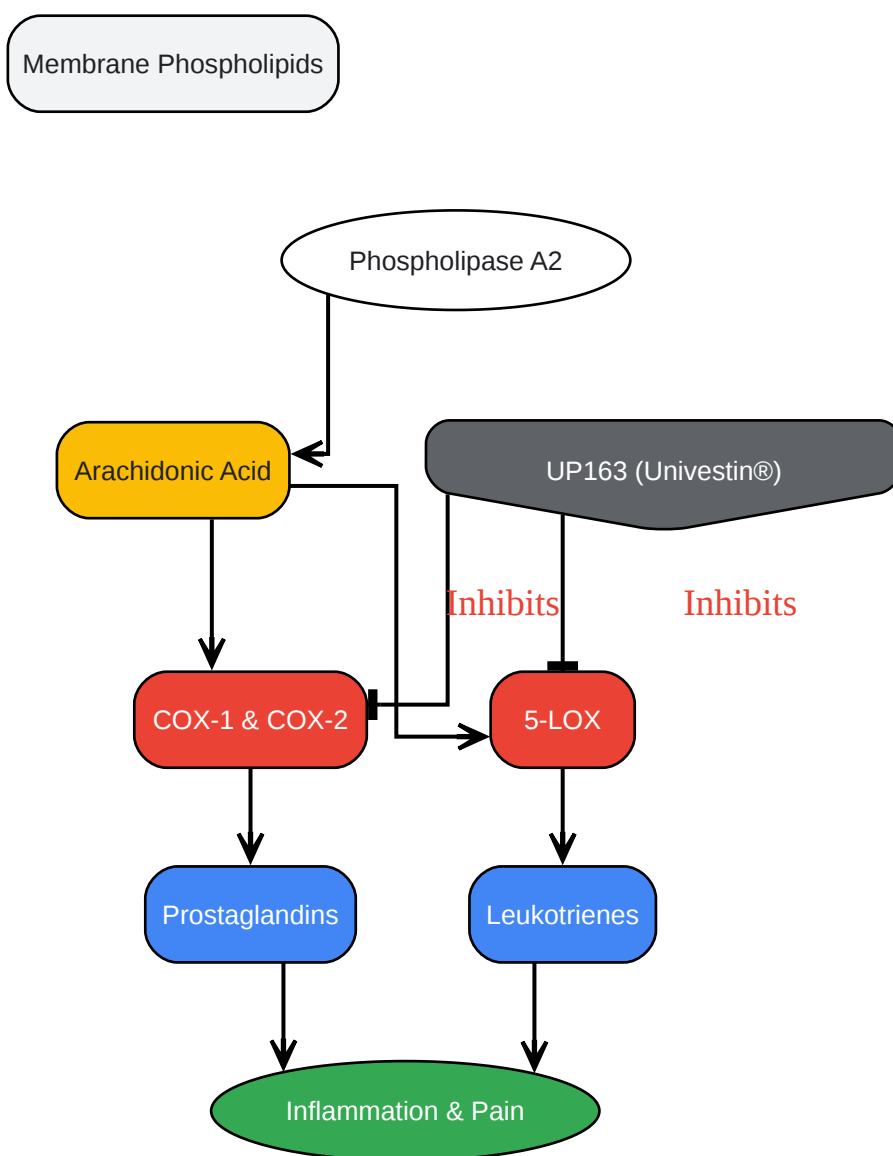 Membrane Phospholipids
Phospholipase A2
Arachidonic Acid
UP163 (Univestin®)
Inhibits
Inhibits
COX-1 & COX-2
5-LOX
Prostaglandins
Leukotrienes
Inflammation & Pain